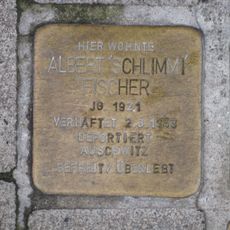 HIER WOHNTE
ALBERT 'SCHLIMMI'
FISCHER
JG 1921
VERHAFTET 2.3.1943
DEPORTIERT
AUSCHWITZ
BEFREIT / ÜBERLEBT